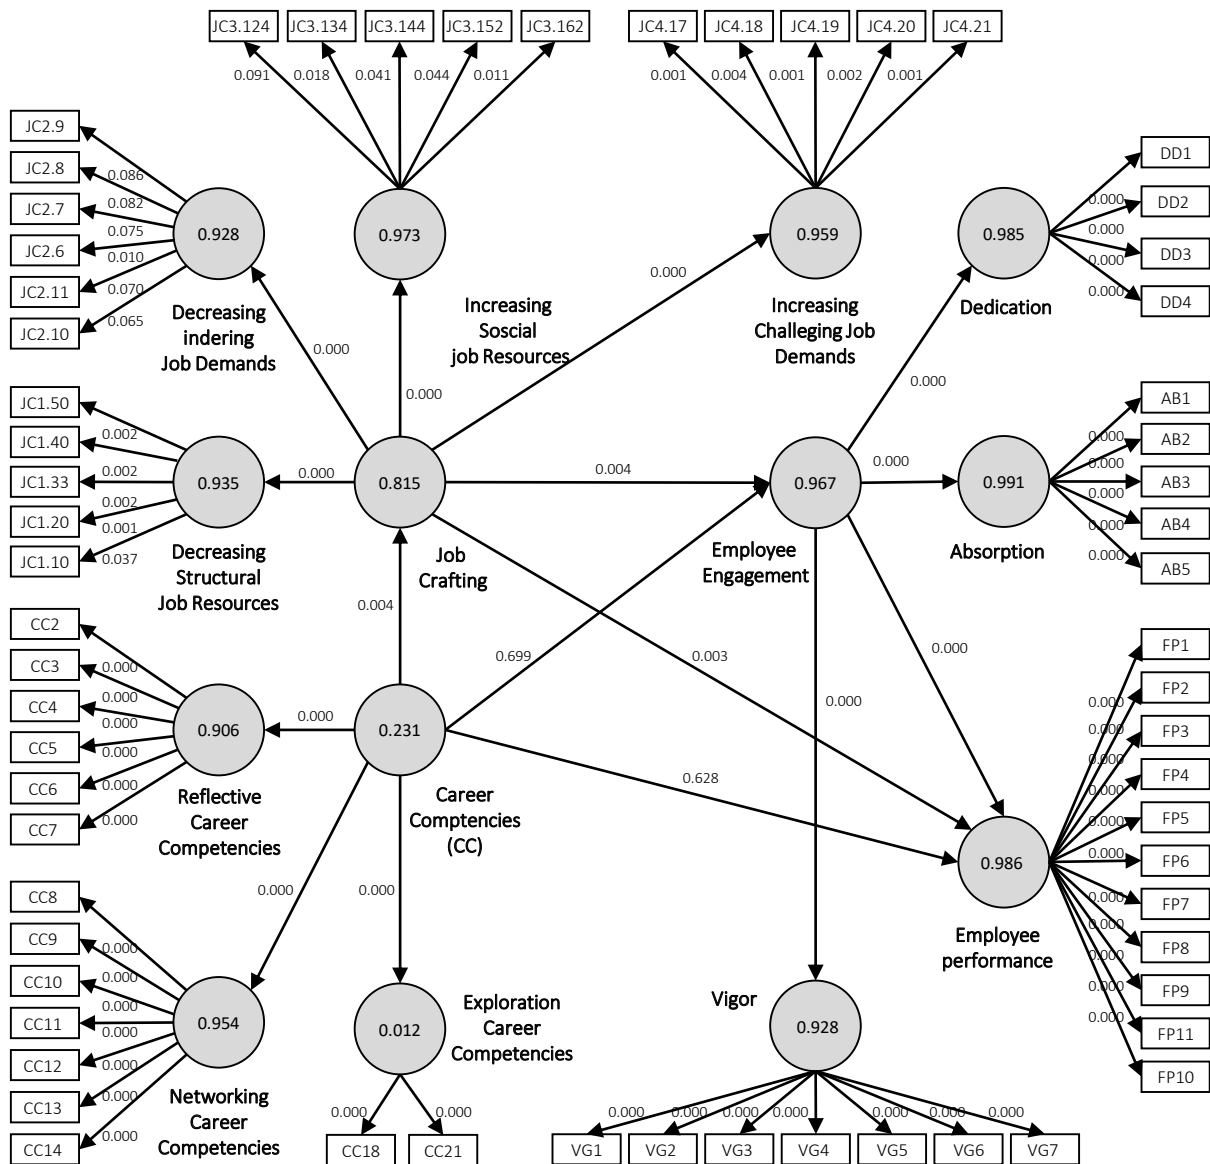 JC3.124 JC3.134 JC3.144 JC3.152 JC3.162 JC4.17 JC4.18 JC4.19 JC4.20 JC4.21
0.091 0.018 0.041 0.044 0.011 0.001 0.004 0.001 0.002 0.001
JC2.9
JC2.8
JC2.7
JC2.6
JC2.11
JC2.10
0.086
0.082
0.075
0.010
0.070
0.065
0.928
0.973
0.959
0.985
DD1
DD2
DD3
DD4
0.000
0.000
0.000
0.000
Decreasing
indering
Job Demands
Increasing
Soscial
job Resources
Increasing
Challeging Job
Demands
Dedication
0.000
0.000
0.000
0.000
JC1.50
JC1.40
JC1.33
JC1.20
JC1.10
0.002
0.002
0.002
0.001
0.037
0.935
0.000
0.815
0.004
0.967
0.000
0.991
AB1
AB2
AB3
AB4
AB5
0.000
0.000
0.000
0.000
0.000
Decreasing
Structural
Job Resources
Job
Crafting
Employee
Engagement
Absorption
0.004
0.699
0.003
0.000
0.000
CC2
CC3
CC4
CC5
CC6
CC7
0.000
0.000
0.000
0.000
0.000
0.000
0.906
0.000
0.231
0.628
Reflective
Career
Competencies
Career
Comptencies
(CC)
FP1
FP2
FP3
FP4
FP5
FP6
FP7
FP8
FP9
FP11
FP10
0.000
0.000
0.000
0.000
0.000
0.000
0.000
0.000
0.000
0.000
0.000
0.986
Employee
performance
0.000
0.000
CC8
CC9
CC10
CC11
CC12
CC13
CC14
0.000
0.000
0.000
0.000
0.000
0.000
0.000
0.954
Networking
Career
Competencies
0.012
Exploration
Career
Competencies
0.000 0.000
CC18 CC21
Vigor
0.928
0.000 0.000 0.000 0.000 0.000 0.000 0.000
VG1 VG2 VG3 VG4 VG5 VG6 VG7